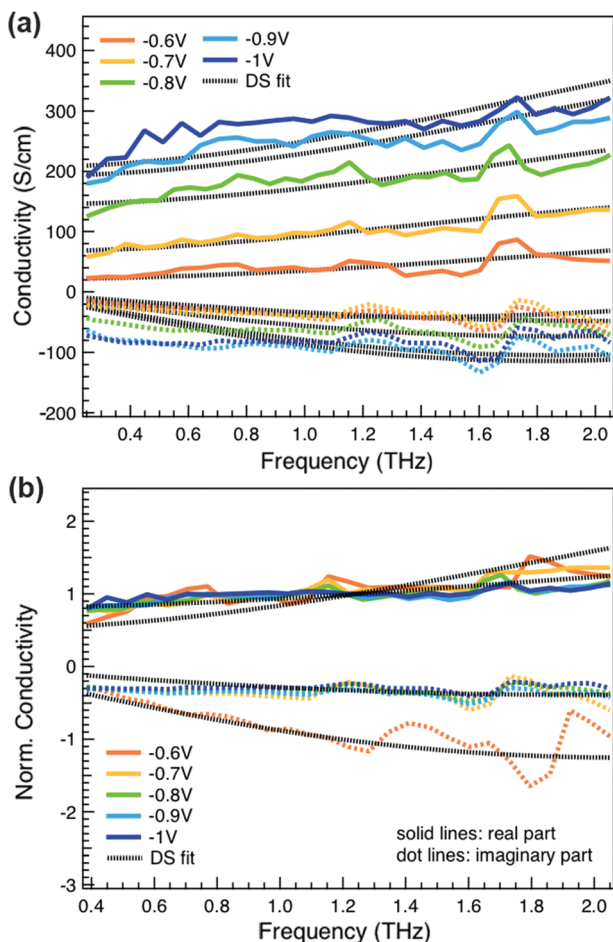 (a)
-0.6V
-0.9V
-0.7V
-1V
-0.8V
DS fit
400
300
200
100
0
-100
-200
Conductivity (S/cm)
0.4
0.6
0.8
1.0
1.2
1.4
1.6
1.8
2.0
Frequency (THz)
(b)
2
1
0
-1
-2
-3
Norm. Conductivity
-0.6V
-0.7V
-0.8V
-0.9V
-1V
DS fit
solid lines: real part
dot lines: imaginary part
0.4
0.6
0.8
1.0
1.2
1.4
1.6
1.8
2.0
Frequency (THz)